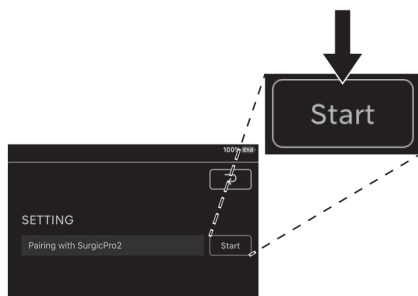 Start
100%
SETTING
Pairing with SurgicPro2
Start